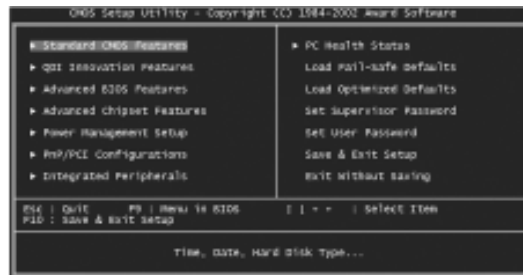 CMOS Setup Utility - Copyright (C) 1984-2002 Award Software
▶ Standard CMOS Features
▶ QDI Innovation Features
▶ Advanced BIOS Features
▶ Advanced Chipset Features
▶ Power Management Setup
▶ PnP/PCI Configurations
▶ Integrated Peripherals
▶ PC Health Status
Load Fail-Safe Defaults
Load Optimized Defaults
Set Supervisor Password
Set User Password
Save & Exit Setup
Exit Without Saving
Esc : Quit F9 : Menu in BIOS : Select Item
F10 : Save & Exit Setup
Time, Date, Hard Disk Type...